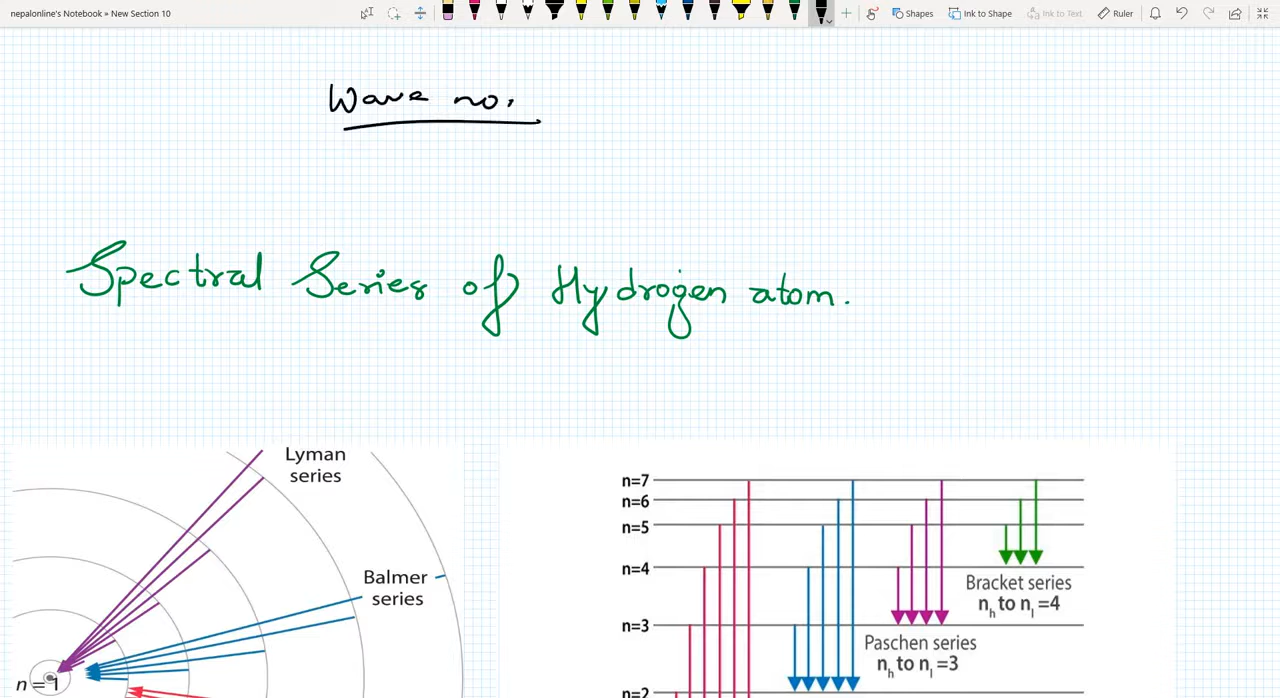 nepalonline's Notebook » New Section 10
Shapes Ink to Shape Ink to Text Ruler
Wave no.
Spectral Series of Hydrogen atom.
Lyman
series
Balmer
series
n = 1
n=7
n=6
n=5
n=4
Bracket series
nh to nl =4
n=3
Paschen series
nh to nl =3
n=2